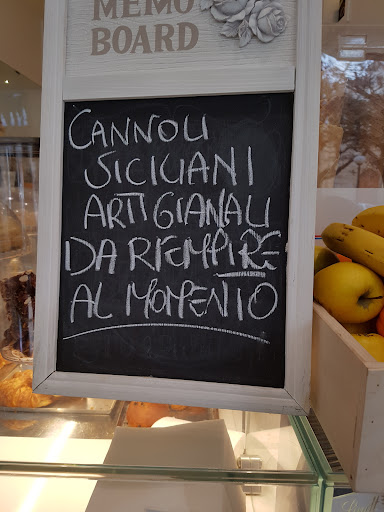 MEMO
BOARD
CANNOLI
SICILIANI
ARTIGIANALI
DA RIEMPIRE
AL MOMENTO